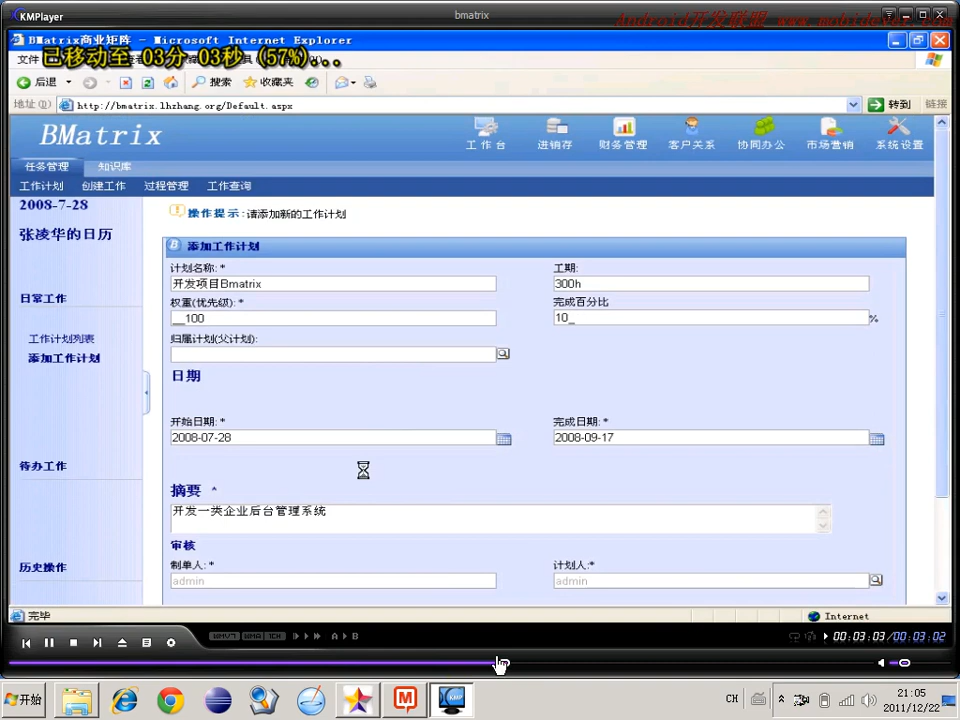 KMPlayer
bmatrix
Android开发联盟 www.mobidever.com
BMatrix商业矩阵 - Microsoft Internet Explorer
已移动至 03分 03秒 (57%)...
文件
后退
搜索
收藏夹
地址(D)
http://bmatrix.lhzhang.org/Default.aspx
转到
链接
BMatrix
工作台
进销存
财务管理
客户关系
协同办公
市场营销
系统设置
任务管理
知识库
工作计划
创建工作
过程管理
工作查询
2008-7-28
张凌华的日历
日常工作
工作计划列表
添加工作计划
待办工作
历史操作
操作提示:请添加新的工作计划
添加工作计划
计划名称: *
工期:
开发项目Bmatrix
300h
权重(优先级): *
完成百分比
__100
10_
%
归属计划(父计划):
日期
开始日期: *
完成日期: *
2008-07-28
2008-09-17
摘要 *
开发一类企业后台管理系统
审核
制单人: *
计划人:*
admin
admin
完毕
Internet
WMV7 WMA 1CH
A B
00:03:03/00:03:02
开始
CH
21:05
2011/12/22